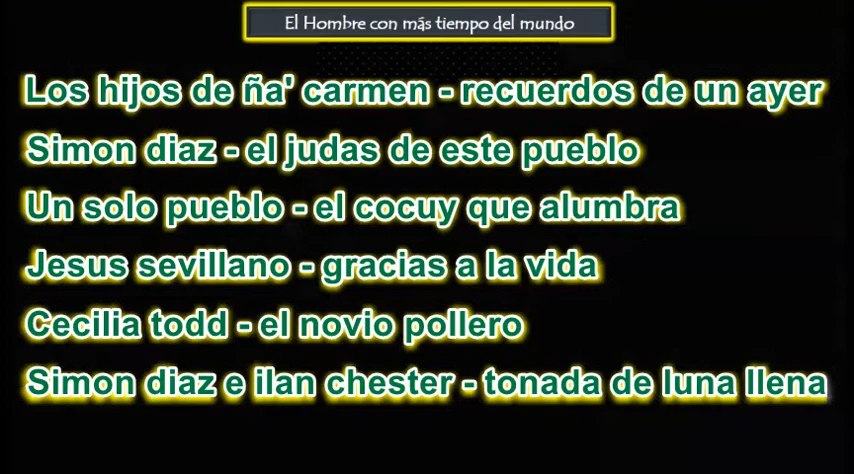 El Hombre con más tiempo del mundo
Los hijos de ña' carmen - recuerdos de un ayer
Simon diaz - el judas de este pueblo
Un solo pueblo - el cocuy que alumbra
Jesus sevillano - gracias a la vida
Cecilia todd - el novio pollero
Simon diaz e ilan chester - tonada de luna llena